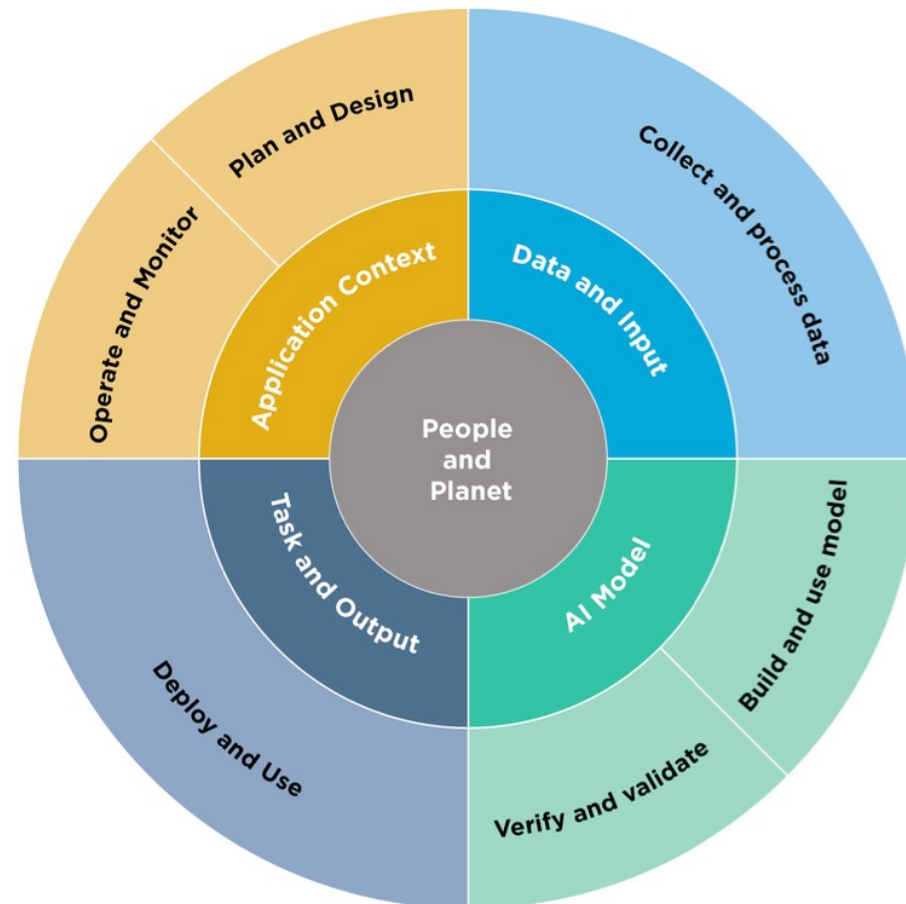 Plan and Design
Collect and process data
Operate and Monitor
Application Context
Data and Input
People
and
Planet
Task and Output
AI Model
Build and use model
Deploy and Use
Verify and validate